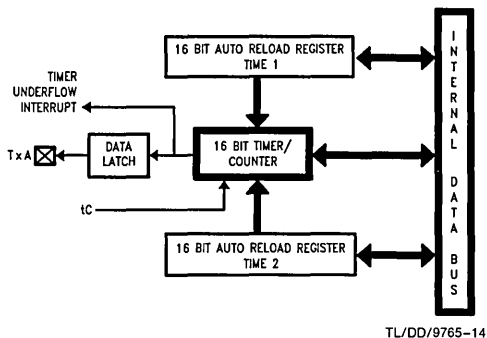 16 BIT AUTO RELOAD REGISTER
TIME 1
TIMER
UNDERFLOW
INTERRUPT
TxA
DATA
LATCH
16 BIT TIMER/
COUNTER
tC
16 BIT AUTO RELOAD REGISTER
TIME 2
INTERNAL DATA BUS
TL/DD/9765-14